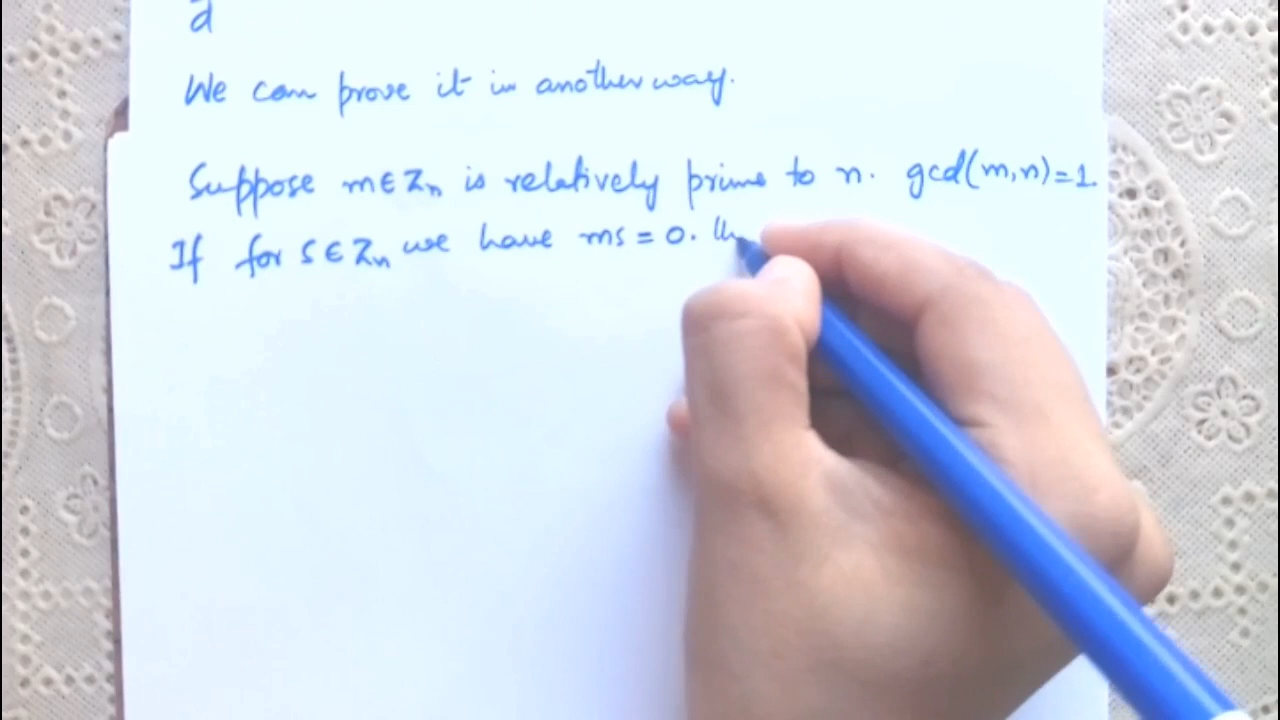 d
We can prove it in another way.
Suppose m ∈ Zn is relatively prime to n. gcd(m,n)=1.
If for s ∈ Zn we have ms = 0.